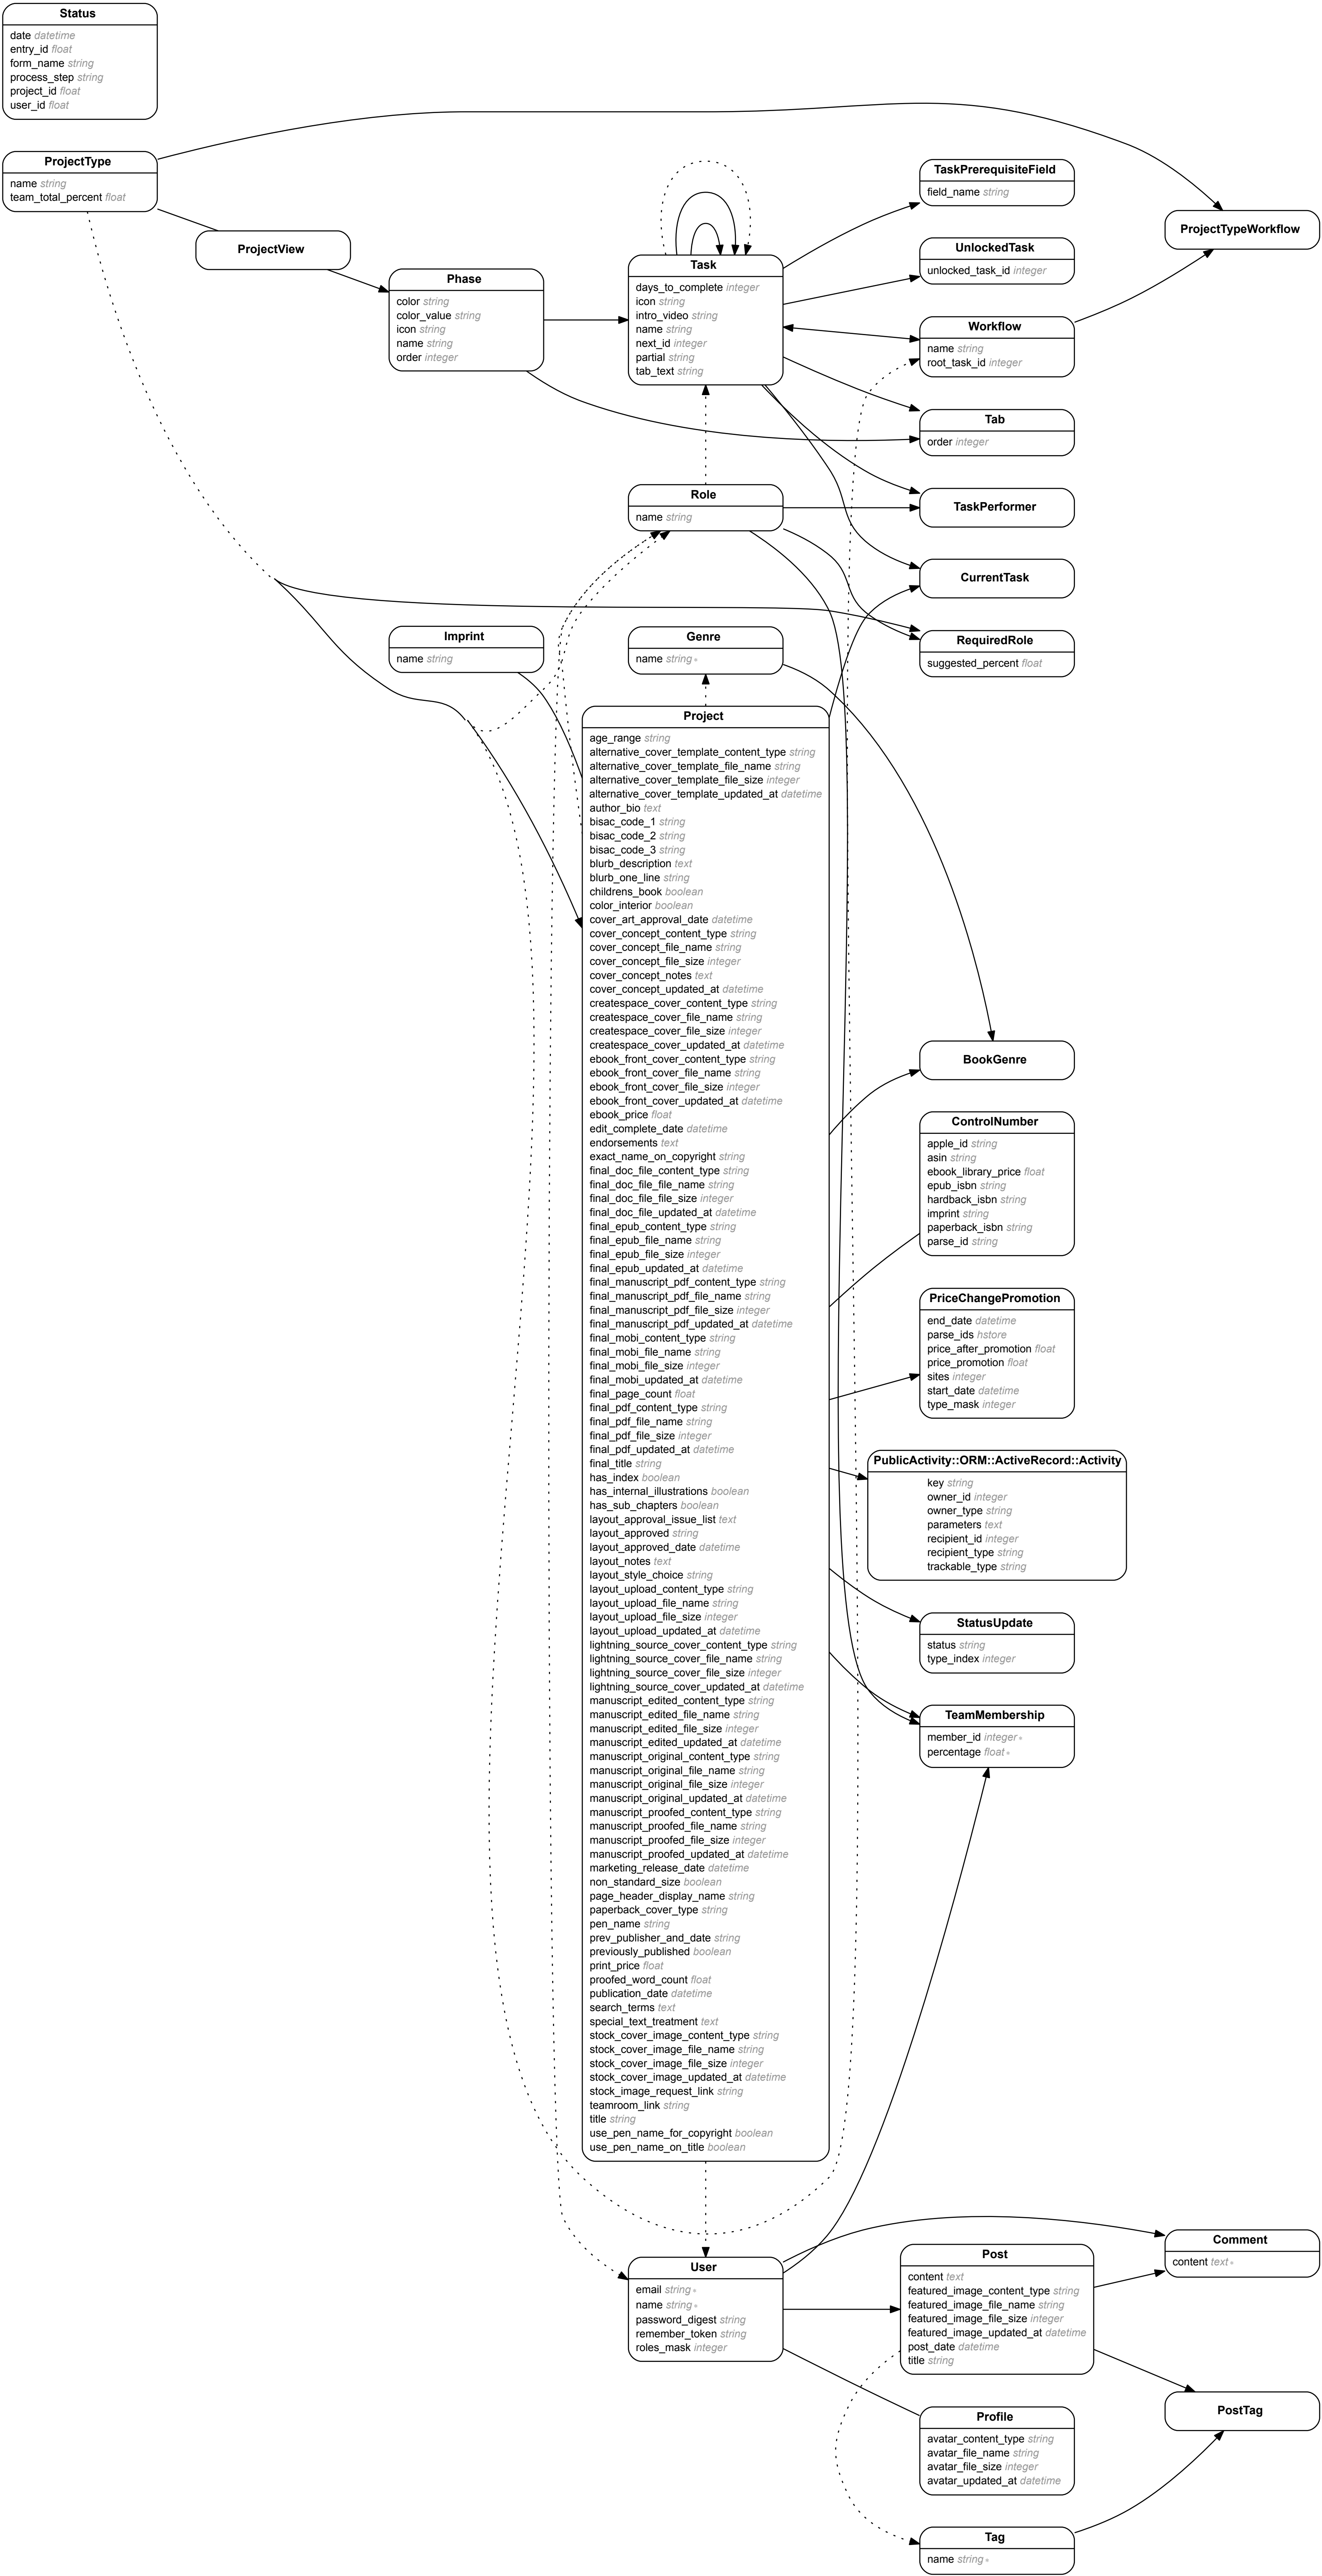 Status
date datetime
entry_id float
form_name string
process_step string
project_id float
user_id float
ProjectType
name string
team_total_percent float
ProjectView
Phase
color string
color_value string
icon string
name string
order integer
Task
days_to_complete integer
icon string
intro_video string
name string
next_id integer
partial string
tab_text string
TaskPrerequisiteField
field_name string
UnlockedTask
unlocked_task_id integer
Workflow
name string
root_task_id integer
ProjectTypeWorkflow
Tab
order integer
Role
name string
TaskPerformer
CurrentTask
RequiredRole
suggested_percent float
Imprint
name string
Genre
name string *
Project
age_range string
alternative_cover_template_content_type string
alternative_cover_template_file_name string
alternative_cover_template_file_size integer
alternative_cover_template_updated_at datetime
author_bio text
bisac_code_1 string
bisac_code_2 string
bisac_code_3 string
blurb_description text
blurb_one_line string
childrens_book boolean
color_interior boolean
cover_art_approval_date datetime
cover_concept_content_type string
cover_concept_file_name string
cover_concept_file_size integer
cover_concept_notes text
cover_concept_updated_at datetime
createspace_cover_content_type string
createspace_cover_file_name string
createspace_cover_file_size integer
createspace_cover_updated_at datetime
ebook_front_cover_content_type string
ebook_front_cover_file_name string
ebook_front_cover_file_size integer
ebook_front_cover_updated_at datetime
ebook_price float
edit_complete_date datetime
endorsements text
exact_name_on_copyright string
final_doc_file_content_type string
final_doc_file_file_name string
final_doc_file_file_size integer
final_doc_file_updated_at datetime
final_epub_content_type string
final_epub_file_name string
final_epub_file_size integer
final_epub_updated_at datetime
final_manuscript_pdf_content_type string
final_manuscript_pdf_file_name string
final_manuscript_pdf_file_size integer
final_manuscript_pdf_updated_at datetime
final_mobi_content_type string
final_mobi_file_name string
final_mobi_file_size integer
final_mobi_updated_at datetime
final_page_count float
final_pdf_content_type string
final_pdf_file_name string
final_pdf_file_size integer
final_pdf_updated_at datetime
final_title string
has_index boolean
has_internal_illustrations boolean
has_sub_chapters boolean
layout_approval_issue_list text
layout_approved string
layout_approved_date datetime
layout_notes text
layout_style_choice string
layout_upload_content_type string
layout_upload_file_name string
layout_upload_file_size integer
layout_upload_updated_at datetime
lightning_source_cover_content_type string
lightning_source_cover_file_name string
lightning_source_cover_file_size integer
lightning_source_cover_updated_at datetime
manuscript_edited_content_type string
manuscript_edited_file_name string
manuscript_edited_file_size integer
manuscript_edited_updated_at datetime
manuscript_original_content_type string
manuscript_original_file_name string
manuscript_original_file_size integer
manuscript_original_updated_at datetime
manuscript_proofed_content_type string
manuscript_proofed_file_name string
manuscript_proofed_file_size integer
manuscript_proofed_updated_at datetime
marketing_release_date datetime
non_standard_size boolean
page_header_display_name string
paperback_cover_type string
pen_name string
prev_publisher_and_date string
previously_published boolean
print_price float
proofed_word_count float
publication_date datetime
search_terms text
special_text_treatment text
stock_cover_image_content_type string
stock_cover_image_file_name string
stock_cover_image_file_size integer
stock_cover_image_updated_at datetime
stock_image_request_link string
teamroom_link string
title string
use_pen_name_for_copyright boolean
use_pen_name_on_title boolean
BookGenre
ControlNumber
apple_id string
asin string
ebook_library_price float
epub_isbn string
hardback_isbn string
imprint string
paperback_isbn string
parse_id string
PriceChangePromotion
end_date datetime
parse_ids hstore
price_after_promotion float
price_promotion float
sites integer
start_date datetime
type_mask integer
PublicActivity::ORM::ActiveRecord::Activity
key string
owner_id integer
owner_type string
parameters text
recipient_id integer
recipient_type string
trackable_type string
StatusUpdate
status string
type_index integer
TeamMembership
member_id integer *
percentage float *
User
email string *
name string *
password_digest string
remember_token string
roles_mask integer
Post
content text
featured_image_content_type string
featured_image_file_name string
featured_image_file_size integer
featured_image_updated_at datetime
post_date datetime
title string
Comment
content text *
PostTag
Profile
avatar_content_type string
avatar_file_name string
avatar_file_size integer
avatar_updated_at datetime
Tag
name string *